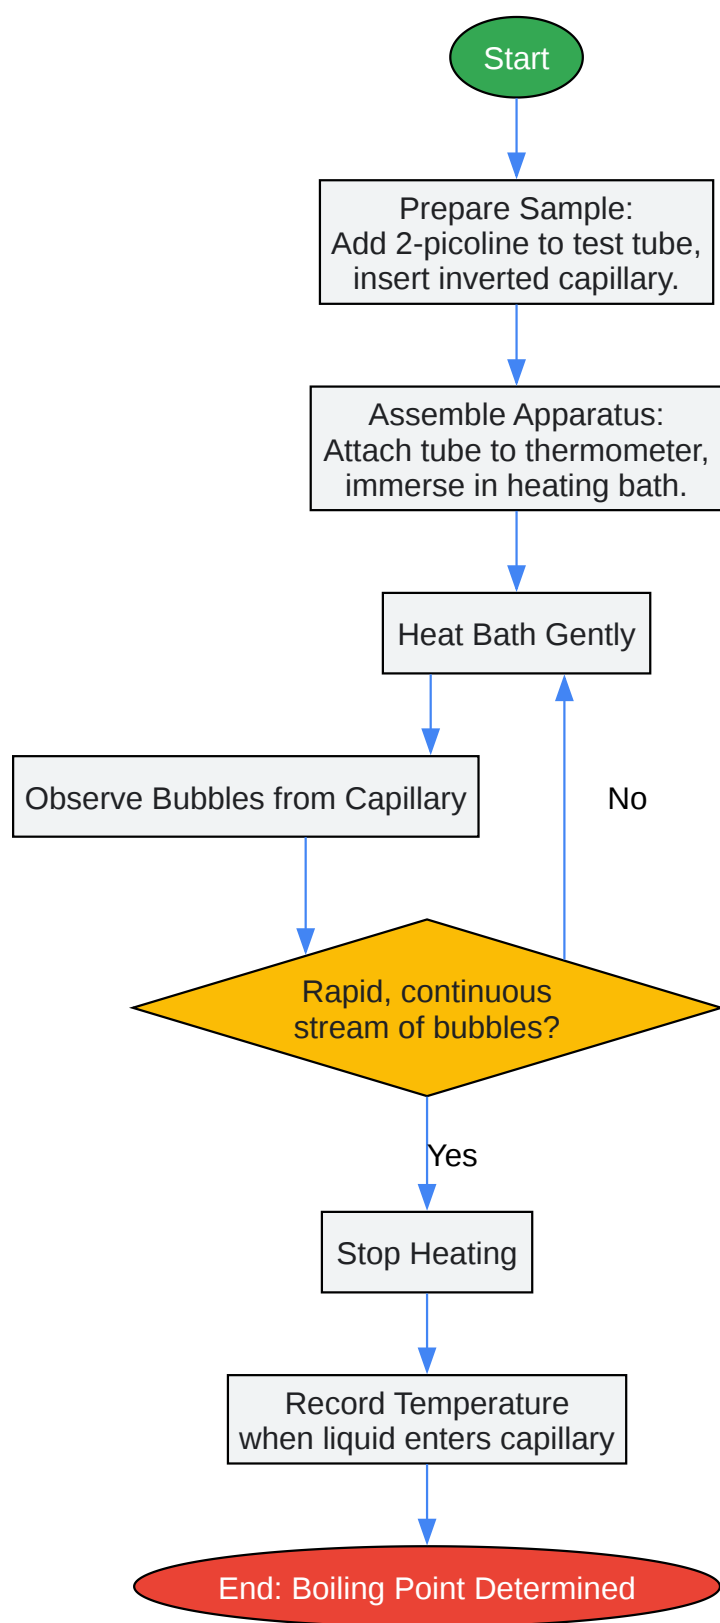 Start
Prepare Sample:
Add 2-picoline to test tube,
insert inverted capillary.
Assemble Apparatus:
Attach tube to thermometer,
immerse in heating bath.
Heat Bath Gently
Observe Bubbles from Capillary
No
Rapid, continuous
stream of bubbles?
Yes
Stop Heating
Record Temperature
when liquid enters capillary
End: Boiling Point Determined